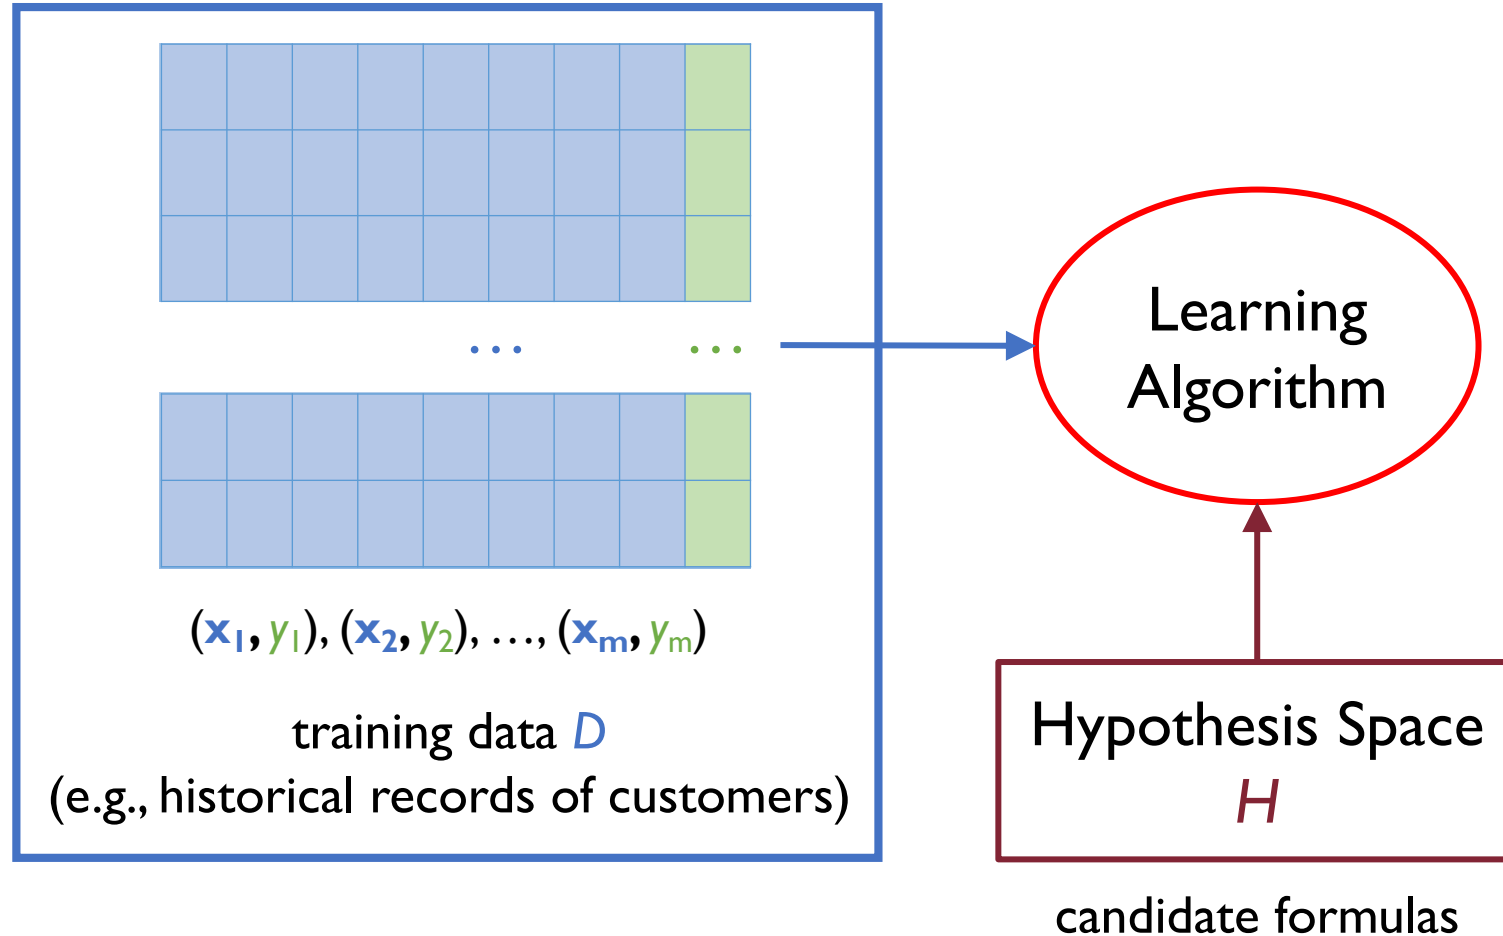 ... ...
(x₁, y₁), (x₂, y₂), …, (xₘ, yₘ)
training data D
(e.g., historical records of customers)
Learning
Algorithm
Hypothesis Space
H
candidate formulas